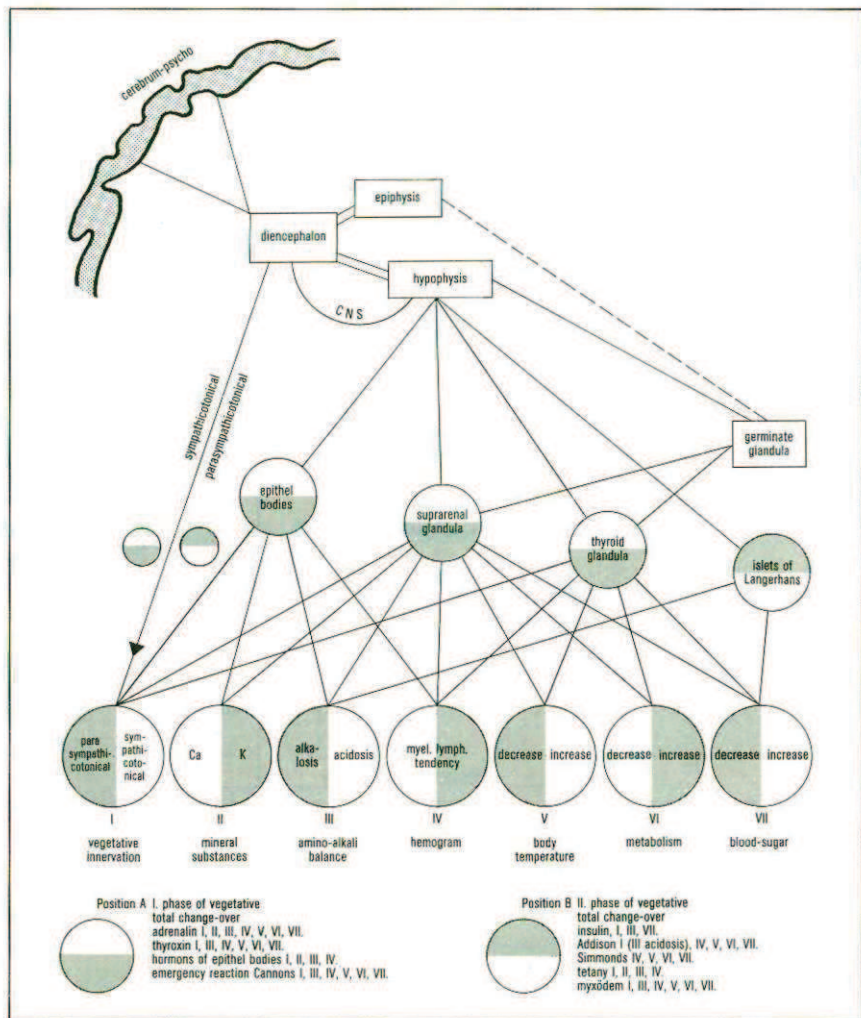 cerebrum-psycho
epiphysis
diencephalon
hypophysis
CNS
sympathicotonical
parasympathicotonical
germinate
glandula
epithel
bodies
suprarenal
glandula
thyroid
glandula
islets of
Langerhans
para
sympathi-
cotonical
sym-
pathi-
coto-
nical
Ca
K
alka-
losis
acidosis
myel. lymph.
tendency
decrease
increase
decrease
increase
decrease
increase
I
II
III
IV
V
VI
VII
vegetative
innervation
mineral
substances
amino-alkali
balance
hemogram
body
temperature
metabolism
blood-sugar
Position A I. phase of vegetative
total change-over
adrenalin I, II, III, IV, V, VI, VII.
thyroxin I, III, IV, V, VI, VII.
hormons of epithel bodies I, II, III, IV.
emergency reaction Cannons I, III, IV, V, VI, VII.
Position B II. phase of vegetative
total change-over
insulin, I, III, VII.
Addison I (III acidosis), IV, V, VI, VII.
Simmonds IV, V, VI, VII.
tetany I, II, III, IV.
myxödem I, III, IV, V, VI, VII.